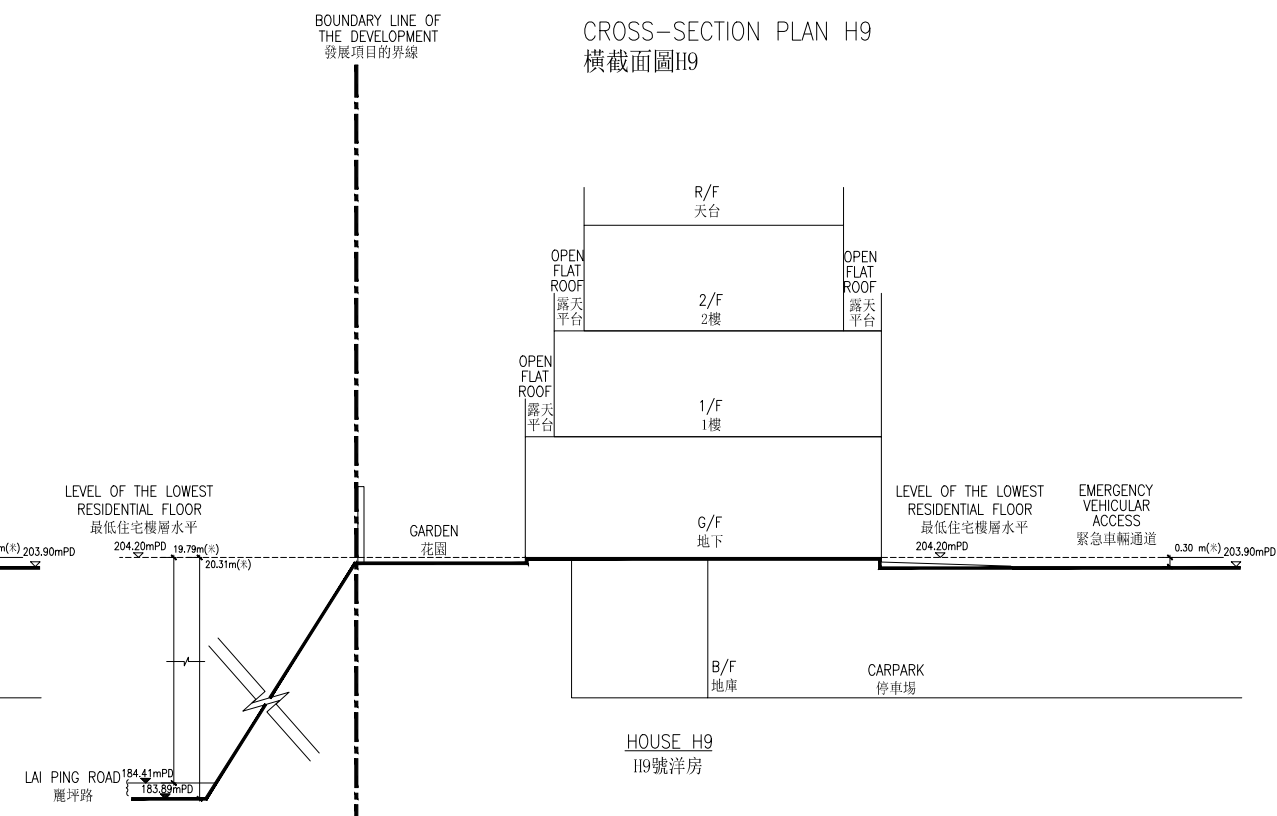 BOUNDARY LINE OF
THE DEVELOPMENT
發展項目的界線
CROSS-SECTION PLAN H9
橫截面圖H9
R/F
天台
OPEN
FLAT
ROOF
露天
平台
2/F
2樓
OPEN
FLAT
ROOF
露天
平台
OPEN
FLAT
ROOF
露天
平台
1/F
1樓
LEVEL OF THE LOWEST
RESIDENTIAL FLOOR
最低住宅樓層水平
m(米) 203.90mPD
204.20mPD
19.79m(米)
20.31m(米)
GARDEN
花園
G/F
地下
LEVEL OF THE LOWEST
RESIDENTIAL FLOOR
最低住宅樓層水平
204.20mPD
EMERGENCY
VEHICULAR
ACCESS
緊急車輛通道
0.30 m(米) 203.90mPD
B/F
地庫
CARPARK
停車場
HOUSE H9
H9號洋房
LAI PING ROAD
麗坪路
184.41mPD
183.89mPD